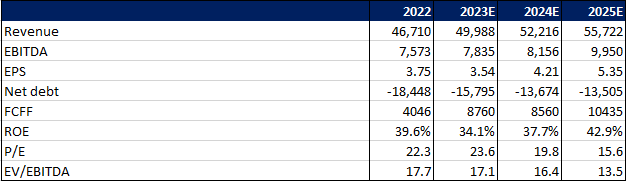 2022 2023E 2024E 2025E
Revenue 46,710 49,988 52,216 55,722
EBITDA 7,573 7,835 8,156 9,950
EPS 3.75 3.54 4.21 5.35
Net debt -18,448 -15,795 -13,674 -13,505
FCFF 4046 8760 8560 10435
ROE 39.6% 34.1% 37.7% 42.9%
P/E 22.3 23.6 19.8 15.6
EV/EBITDA 17.7 17.1 16.4 13.5